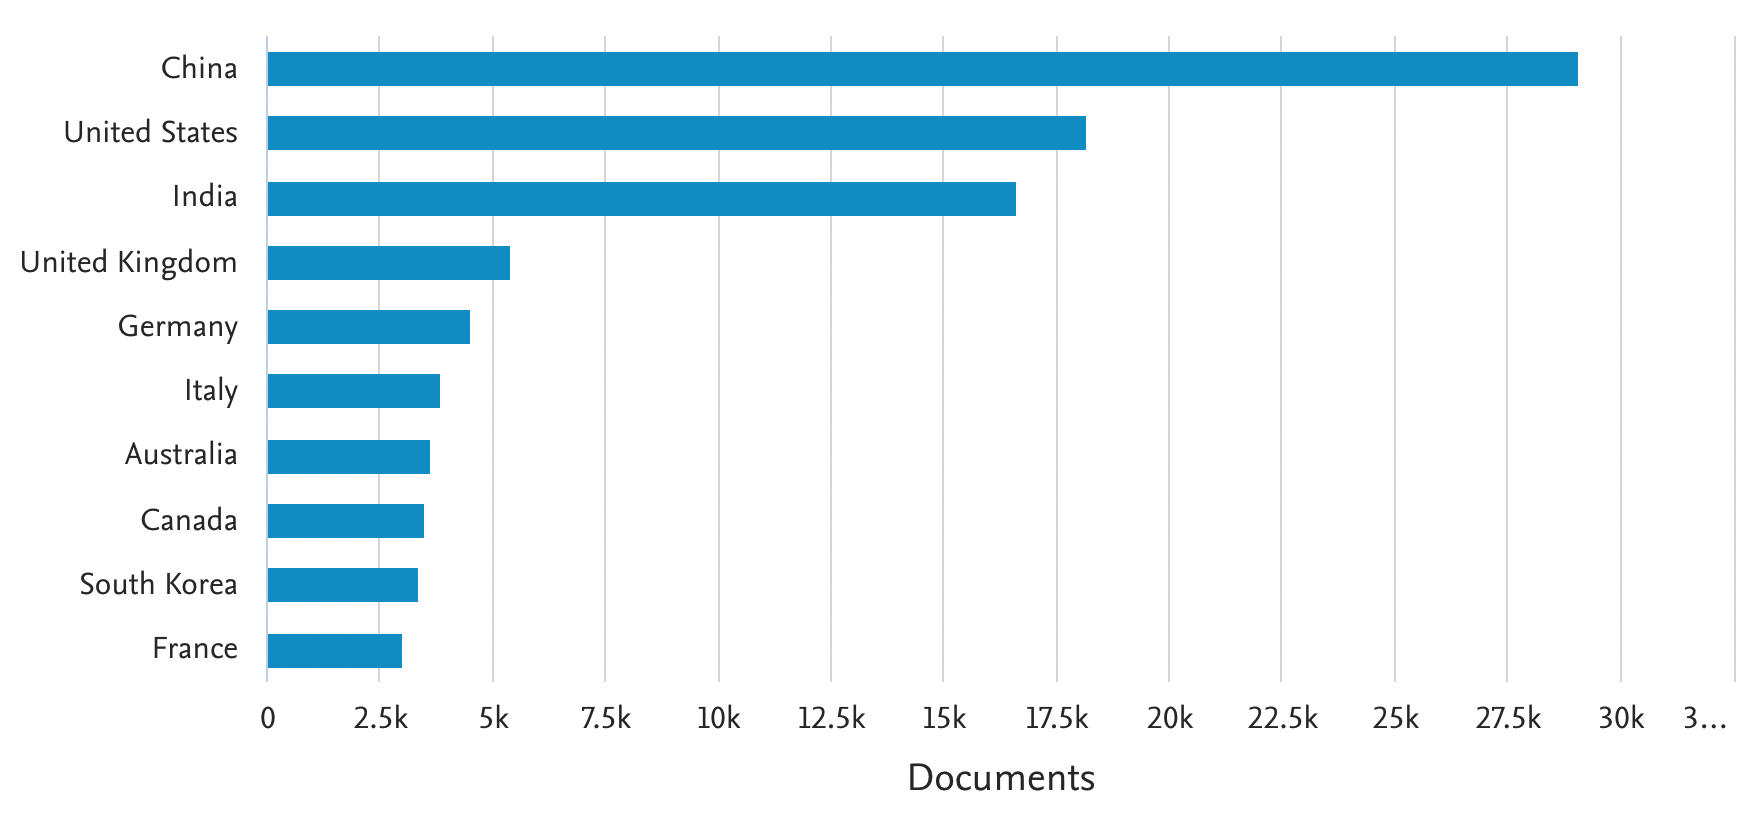 China
United States
India
United Kingdom
Germany
Italy
Australia
Canada
South Korea
France
0 2.5k 5k 7.5k 10k 12.5k 15k 17.5k 20k 22.5k 25k 27.5k 30k 3...
Documents